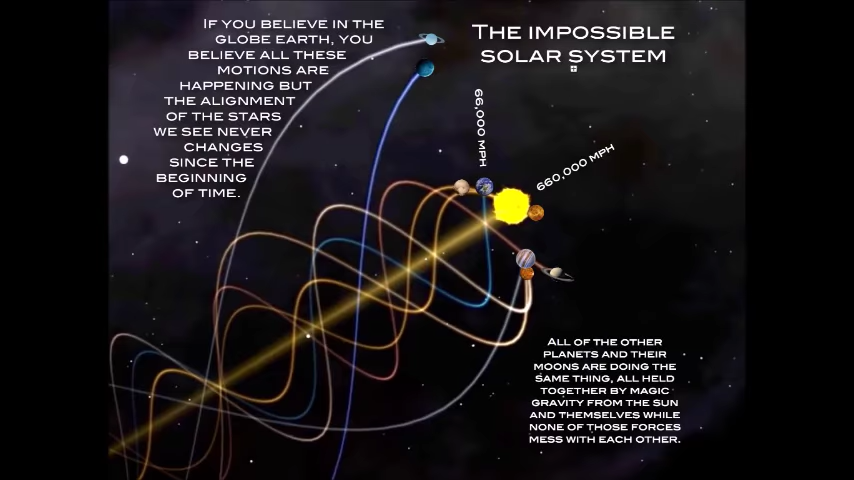 IF YOU BELIEVE IN THE
GLOBE EARTH, YOU
BELIEVE ALL THESE
MOTIONS ARE
HAPPENING BUT
THE ALIGNMENT
OF THE STARS
WE SEE NEVER
CHANGES
SINCE THE
BEGINNING
OF TIME.
THE IMPOSSIBLE
SOLAR SYSTEM
66,000 MPH
660,000 MPH
ALL OF THE OTHER
PLANETS AND THEIR
MOONS ARE DOING THE
SAME THING, ALL HELD
TOGETHER BY MAGIC
GRAVITY FROM THE SUN
AND THEMSELVES WHILE
NONE OF THOSE FORCES
MESS WITH EACH OTHER.